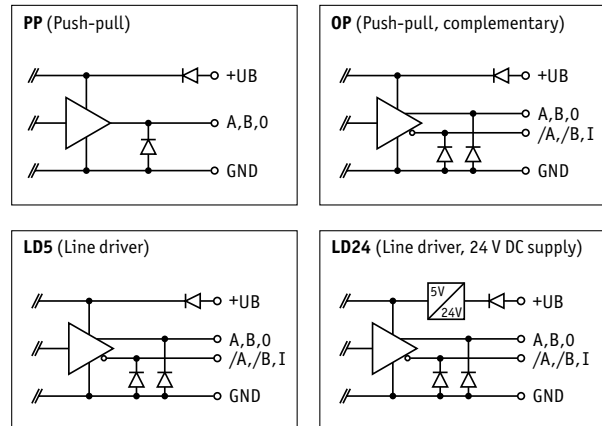 PP (Push-pull)
+UB
A,B,0
GND
OP (Push-pull, complementary)
+UB
A,B,0
/A,/B,I
GND
LD5 (Line driver)
+UB
A,B,0
/A,/B,I
GND
LD24 (Line driver, 24 V DC supply)
5V
24V
+UB
A,B,0
/A,/B,I
GND